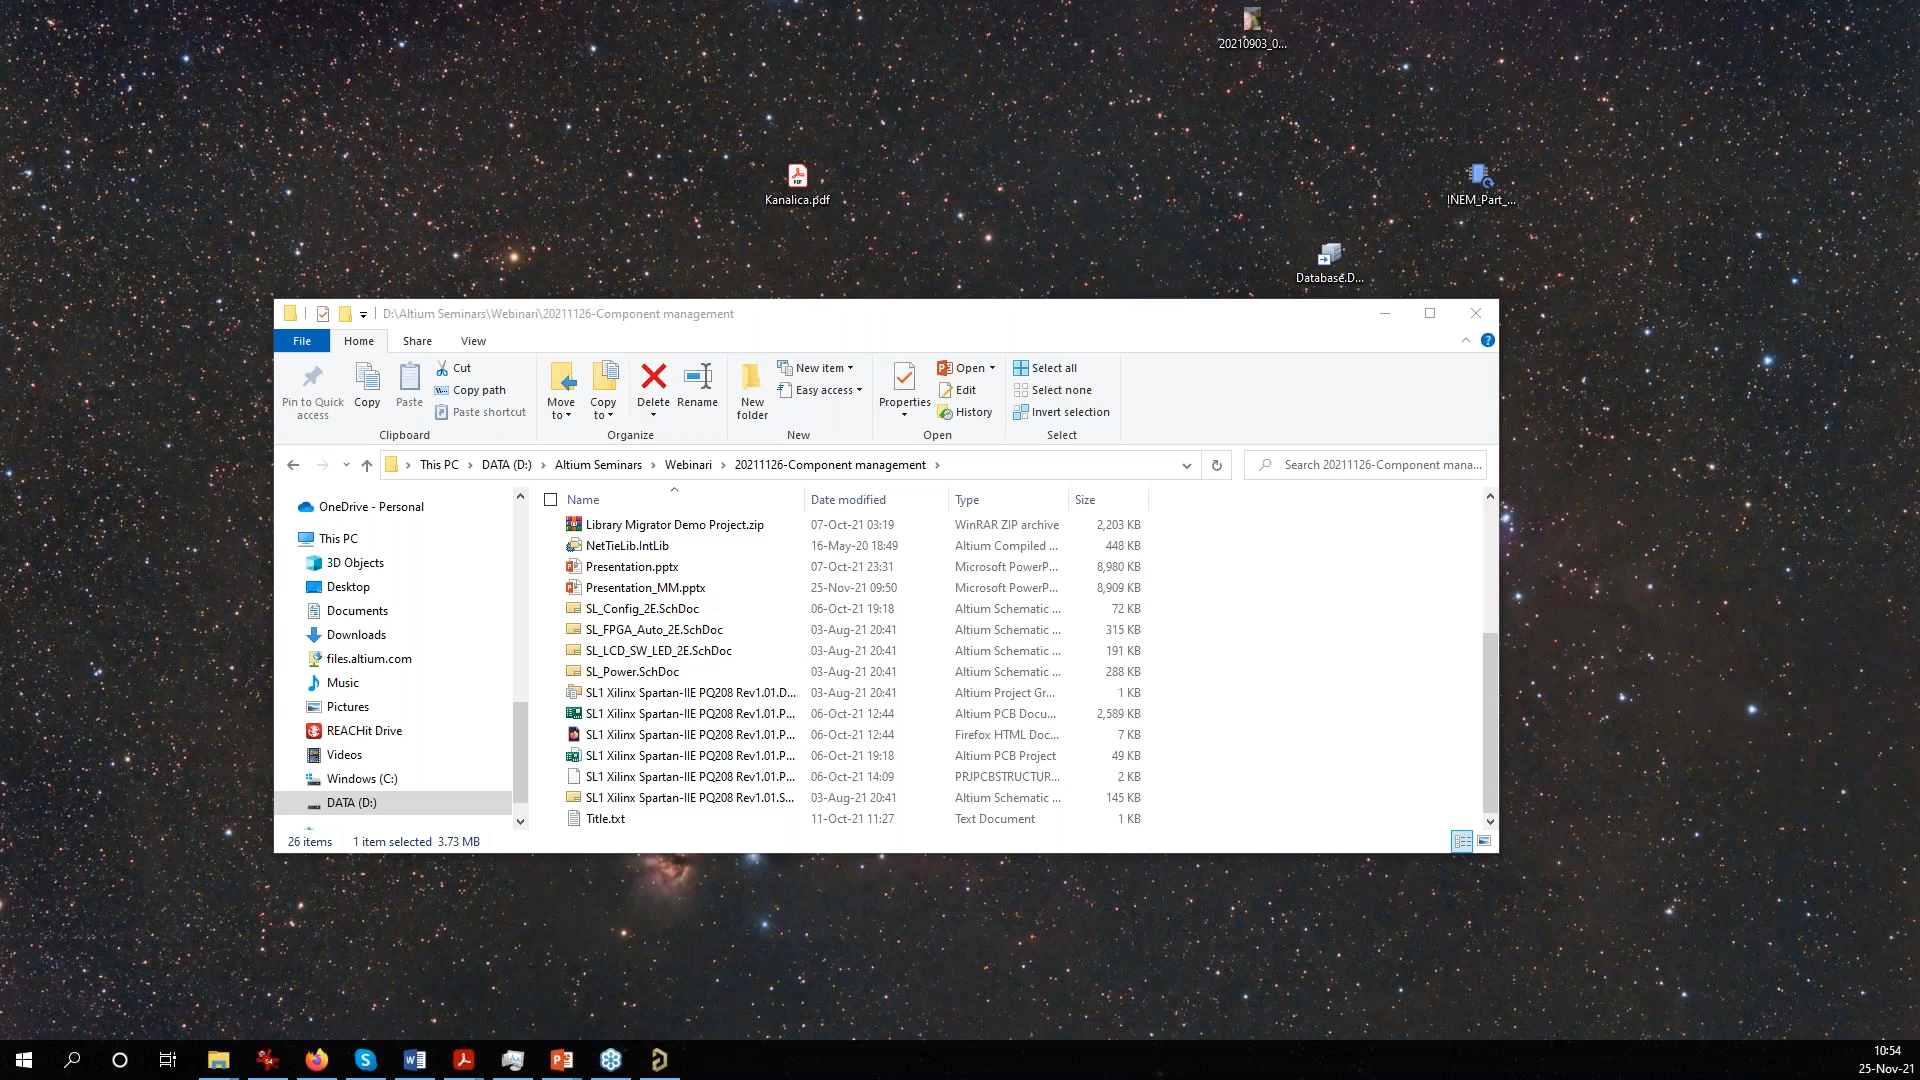 20210903_0...
Kanalica.pdf
INEM_Part_...
Database.D...
D:\Altium Seminars\Webinari\20211126-Component management
File Home Share View
Pin to Quick access
Copy
Paste
Cut
Copy path
Paste shortcut
Clipboard
Move to
Copy to
Delete
Rename
Organize
New folder
New item
Easy access
New
Properties
Open
Edit
History
Open
Select all
Select none
Invert selection
Select
This PC > DATA (D:) > Altium Seminars > Webinari > 20211126-Component management >
Search 20211126-Component mana...
OneDrive - Personal
This PC
3D Objects
Desktop
Documents
Downloads
files.altium.com
Music
Pictures
REACHit Drive
Videos
Windows (C:)
DATA (D:)
Name Date modified Type Size
Library Migrator Demo Project.zip 07-Oct-21 03:19 WinRAR ZIP archive 2,203 KB
NetTieLib.IntLib 16-May-20 18:49 Altium Compiled ... 448 KB
Presentation.pptx 07-Oct-21 23:31 Microsoft PowerP... 8,980 KB
Presentation_MM.pptx 25-Nov-21 09:50 Microsoft PowerP... 8,909 KB
SL_Config_2E.SchDoc 06-Oct-21 19:18 Altium Schematic ... 72 KB
SL_FPGA_Auto_2E.SchDoc 03-Aug-21 20:41 Altium Schematic ... 315 KB
SL_LCD_SW_LED_2E.SchDoc 03-Aug-21 20:41 Altium Schematic ... 191 KB
SL_Power.SchDoc 03-Aug-21 20:41 Altium Schematic ... 288 KB
SL1 Xilinx Spartan-IIE PQ208 Rev1.01.D... 03-Aug-21 20:41 Altium Project Gr... 1 KB
SL1 Xilinx Spartan-IIE PQ208 Rev1.01.P... 06-Oct-21 12:44 Altium PCB Docu... 2,589 KB
SL1 Xilinx Spartan-IIE PQ208 Rev1.01.P... 06-Oct-21 12:44 Firefox HTML Doc... 7 KB
SL1 Xilinx Spartan-IIE PQ208 Rev1.01.P... 06-Oct-21 19:18 Altium PCB Project 49 KB
SL1 Xilinx Spartan-IIE PQ208 Rev1.01.P... 06-Oct-21 14:09 PRJPCBSTRUCTUR... 2 KB
SL1 Xilinx Spartan-IIE PQ208 Rev1.01.S... 03-Aug-21 20:41 Altium Schematic ... 145 KB
Title.txt 11-Oct-21 11:27 Text Document 1 KB
26 items 1 item selected 3.73 MB
10:54
25-Nov-21